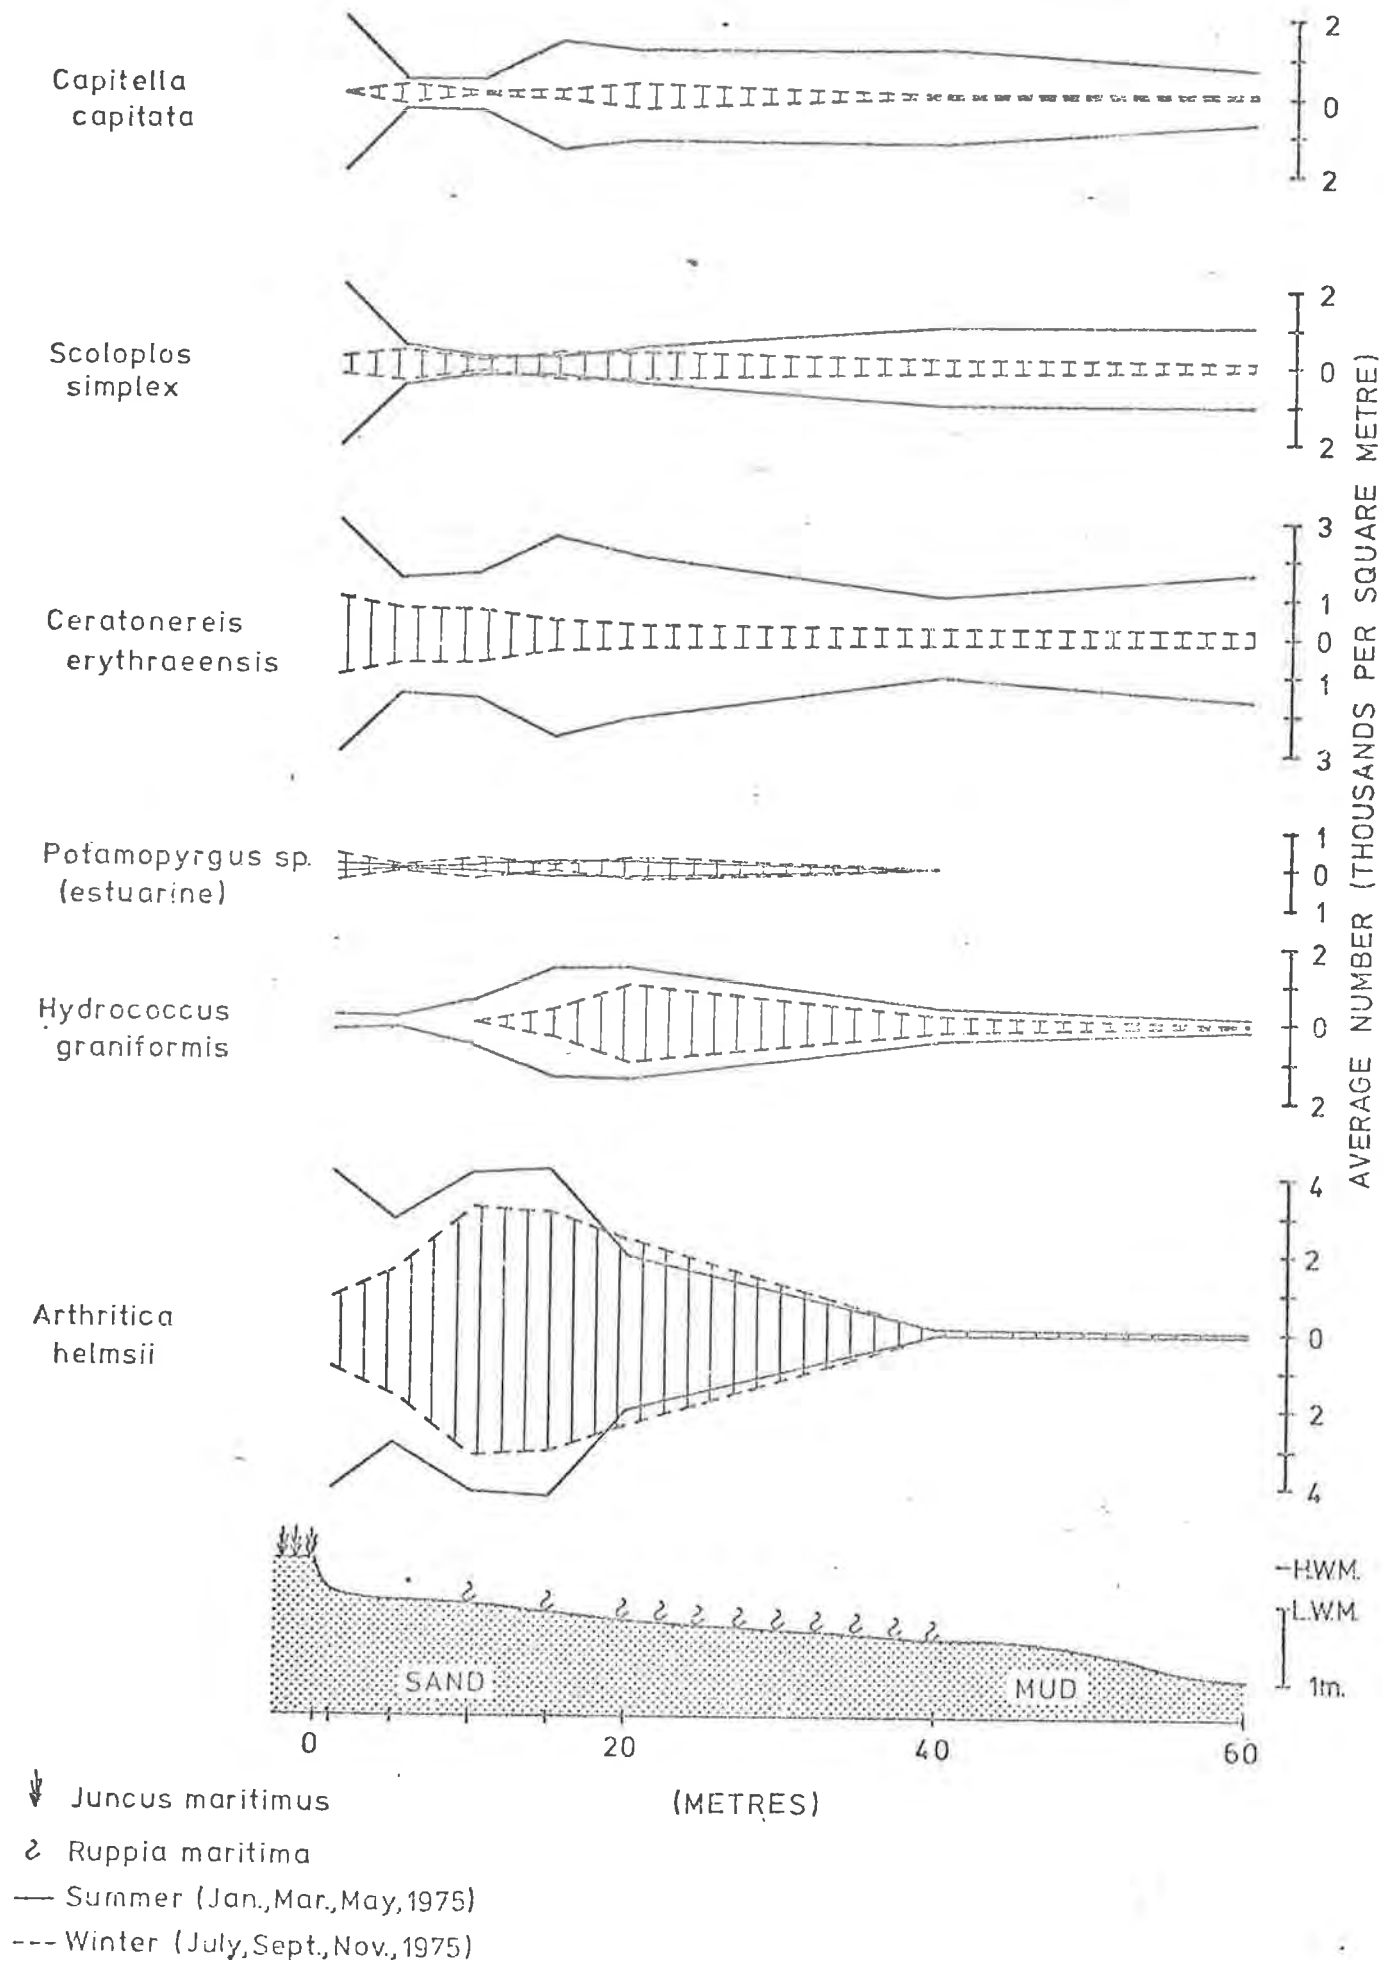 Capitella
capitata
2
0
2
Scoloplos
simplex
2
0
2
Ceratonereis
erythraeensis
3
1
0
1
3
Potamopyrgus sp.
(estuarine)
1
0
1
Hydrococcus
graniformis
2
0
2
Arthritica
helmsii
4
2
0
2
4
AVERAGE NUMBER (THOUSANDS PER SQUARE METRE)
H.W.M.
L.W.M.
1m.
SAND
MUD
0 20 40 60
(METRES)
Juncus maritimus
Ruppia maritima
Summer (Jan.,Mar.,May,1975)
Winter (July,Sept.,Nov.,1975)